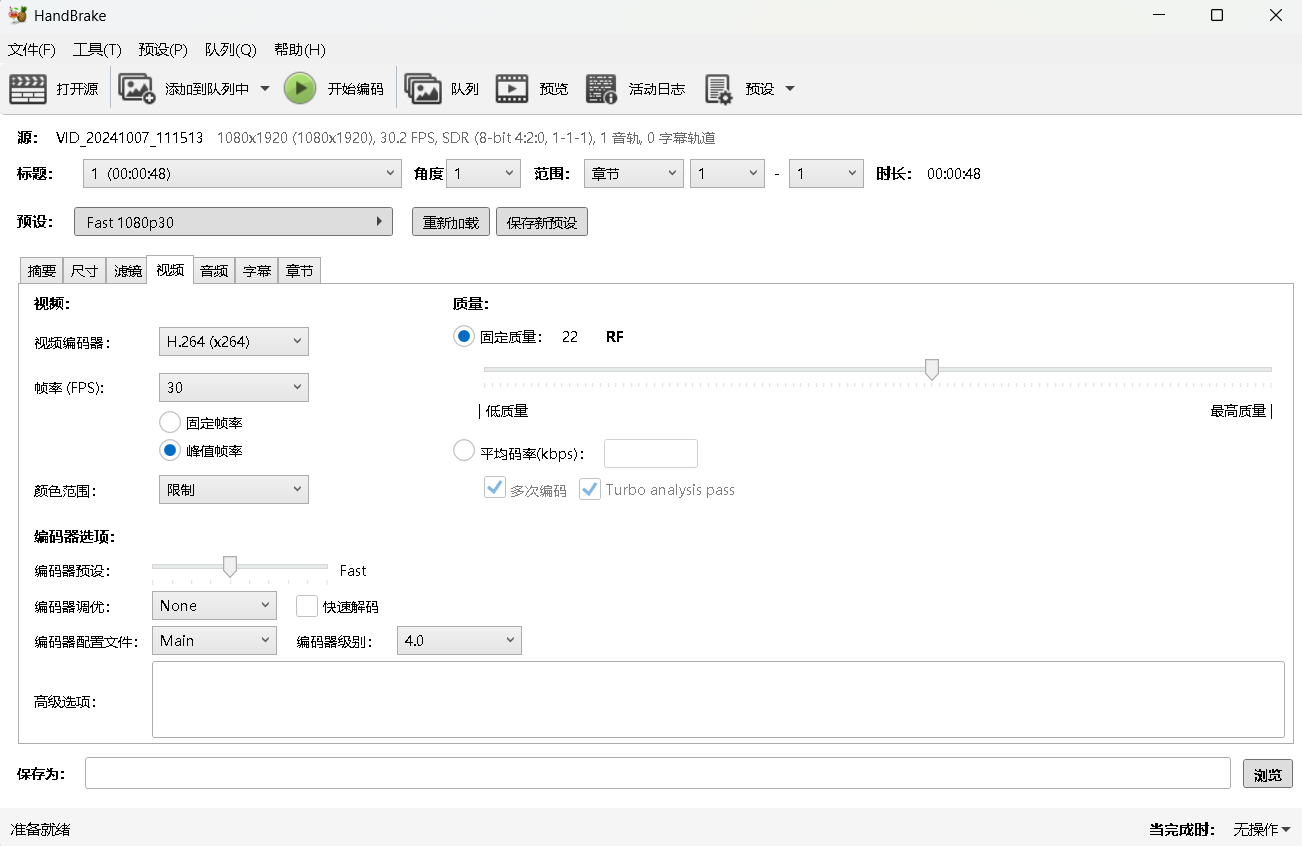 HandBrake
文件(F) 工具(T) 预设(P) 队列(Q) 帮助(H)
打开源 添加到队列中 开始编码 队列 预览 活动日志 预设
源: VID_20241007_111513 1080x1920 (1080x1920), 30.2 FPS, SDR (8-bit 4:2:0, 1-1-1), 1 音轨, 0 字幕轨道
标题: 1 (00:00:48) 角度 1 范围: 章节 1 - 1 时长: 00:00:48
预设: Fast 1080p30 重新加载 保存新预设
摘要 尺寸 滤镜 视频 音频 字幕 章节
视频: 质量:
视频编码器: H.264 (x264) 固定质量: 22 RF
帧率 (FPS): 30
| 低质量 最高质量 |
固定帧率
峰值帧率 平均码率(kbps):
颜色范围: 限制 多次编码 Turbo analysis pass
编码器选项:
编码器预设: Fast
编码器调优: None 快速解码
编码器配置文件: Main 编码器级别: 4.0
高级选项:
保存为: 浏览
准备就绪 当完成时: 无操作